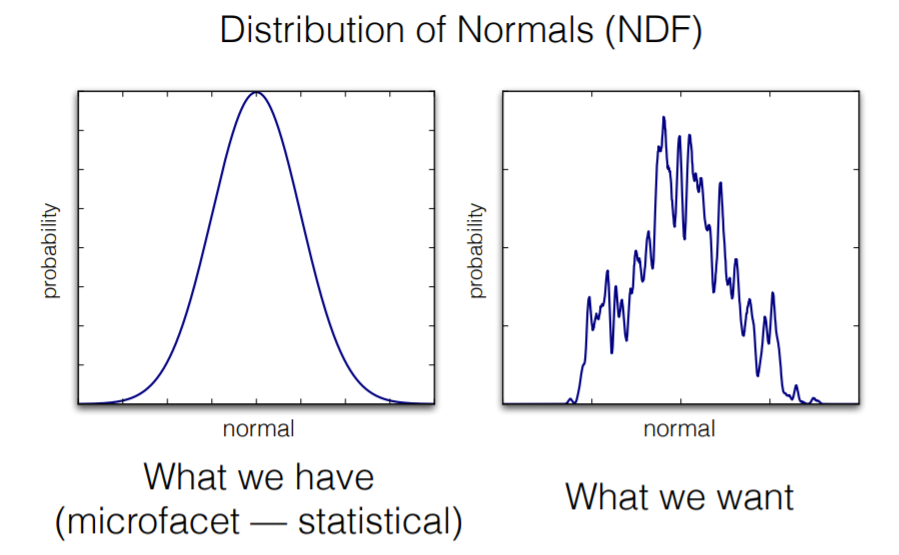 Distribution of Normals (NDF)
probability
normal
probability
normal
What we have
(microfacet — statistical)
What we want